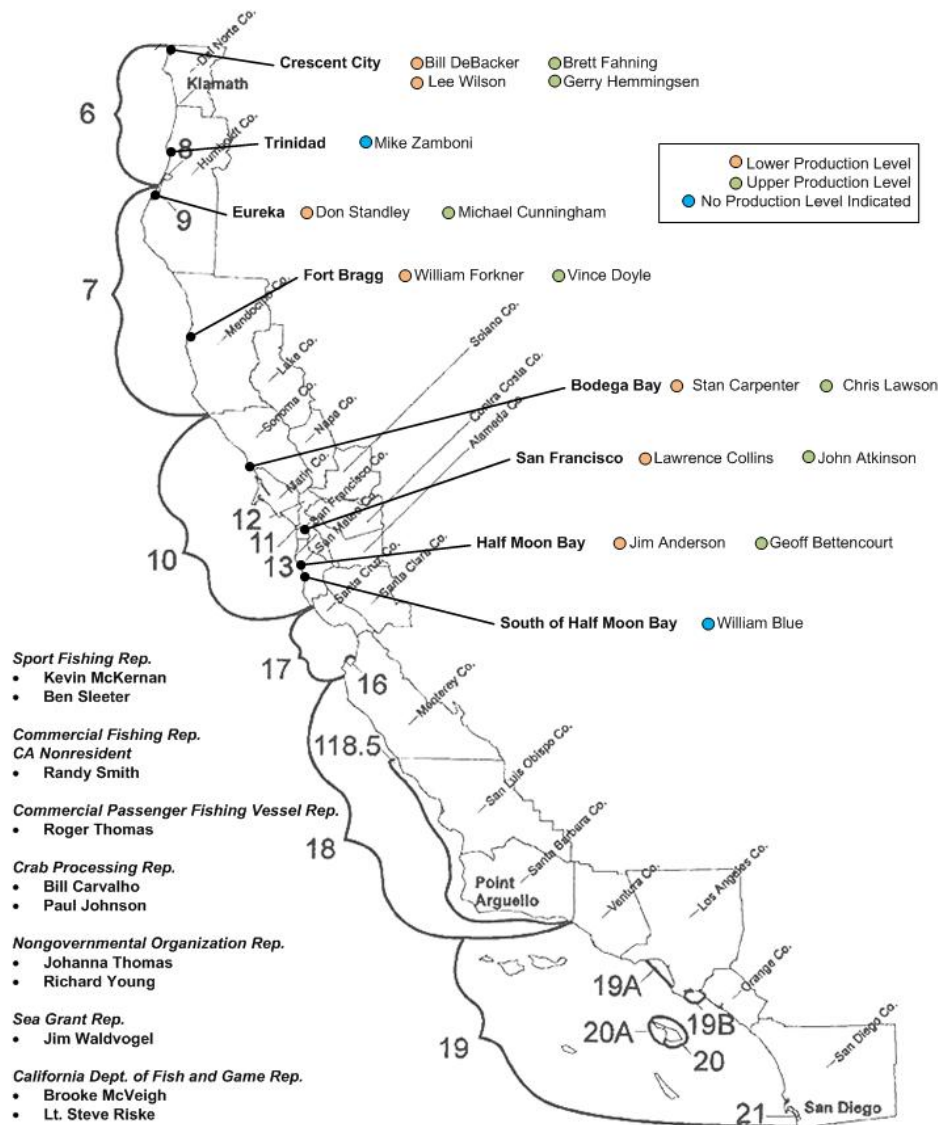 Del Norte Co.
Crescent City Bill DeBacker Brett Fahning
Klamath Lee Wilson Gerry Hemmingsen
6
8 Trinidad Mike Zamboni
Humboldt Co.
Lower Production Level
Upper Production Level
No Production Level Indicated
9 Eureka Don Standley Michael Cunningham
7
Fort Bragg William Forkner Vince Doyle
Mendocino Co.
Solano Co.
Lake Co.
Contra Costa Co.
Bodega Bay Stan Carpenter Chris Lawson
Sonoma Co.
Napa Co.
Alameda Co.
San Francisco Lawrence Collins John Atkinson
Marin Co.
San Francisco Co.
12
11
San Mateo Co.
10
13 Half Moon Bay Jim Anderson Geoff Bettencourt
Santa Cruz Co.
Santa Clara Co.
South of Half Moon Bay William Blue
17
16
Monterey Co.
118.5
San Luis Obispo Co.
18
Santa Barbara Co.
Point
Arguello
Ventura Co.
Los Angeles Co.
Orange Co.
19A
19B
20A
20
19
San Diego Co.
21 San Diego
Sport Fishing Rep.
• Kevin McKernan
• Ben Sleeter
Commercial Fishing Rep.
CA Nonresident
• Randy Smith
Commercial Passenger Fishing Vessel Rep.
• Roger Thomas
Crab Processing Rep.
• Bill Carvalho
• Paul Johnson
Nongovernmental Organization Rep.
• Johanna Thomas
• Richard Young
Sea Grant Rep.
• Jim Waldvogel
California Dept. of Fish and Game Rep.
• Brooke McVeigh
• Lt. Steve Riske